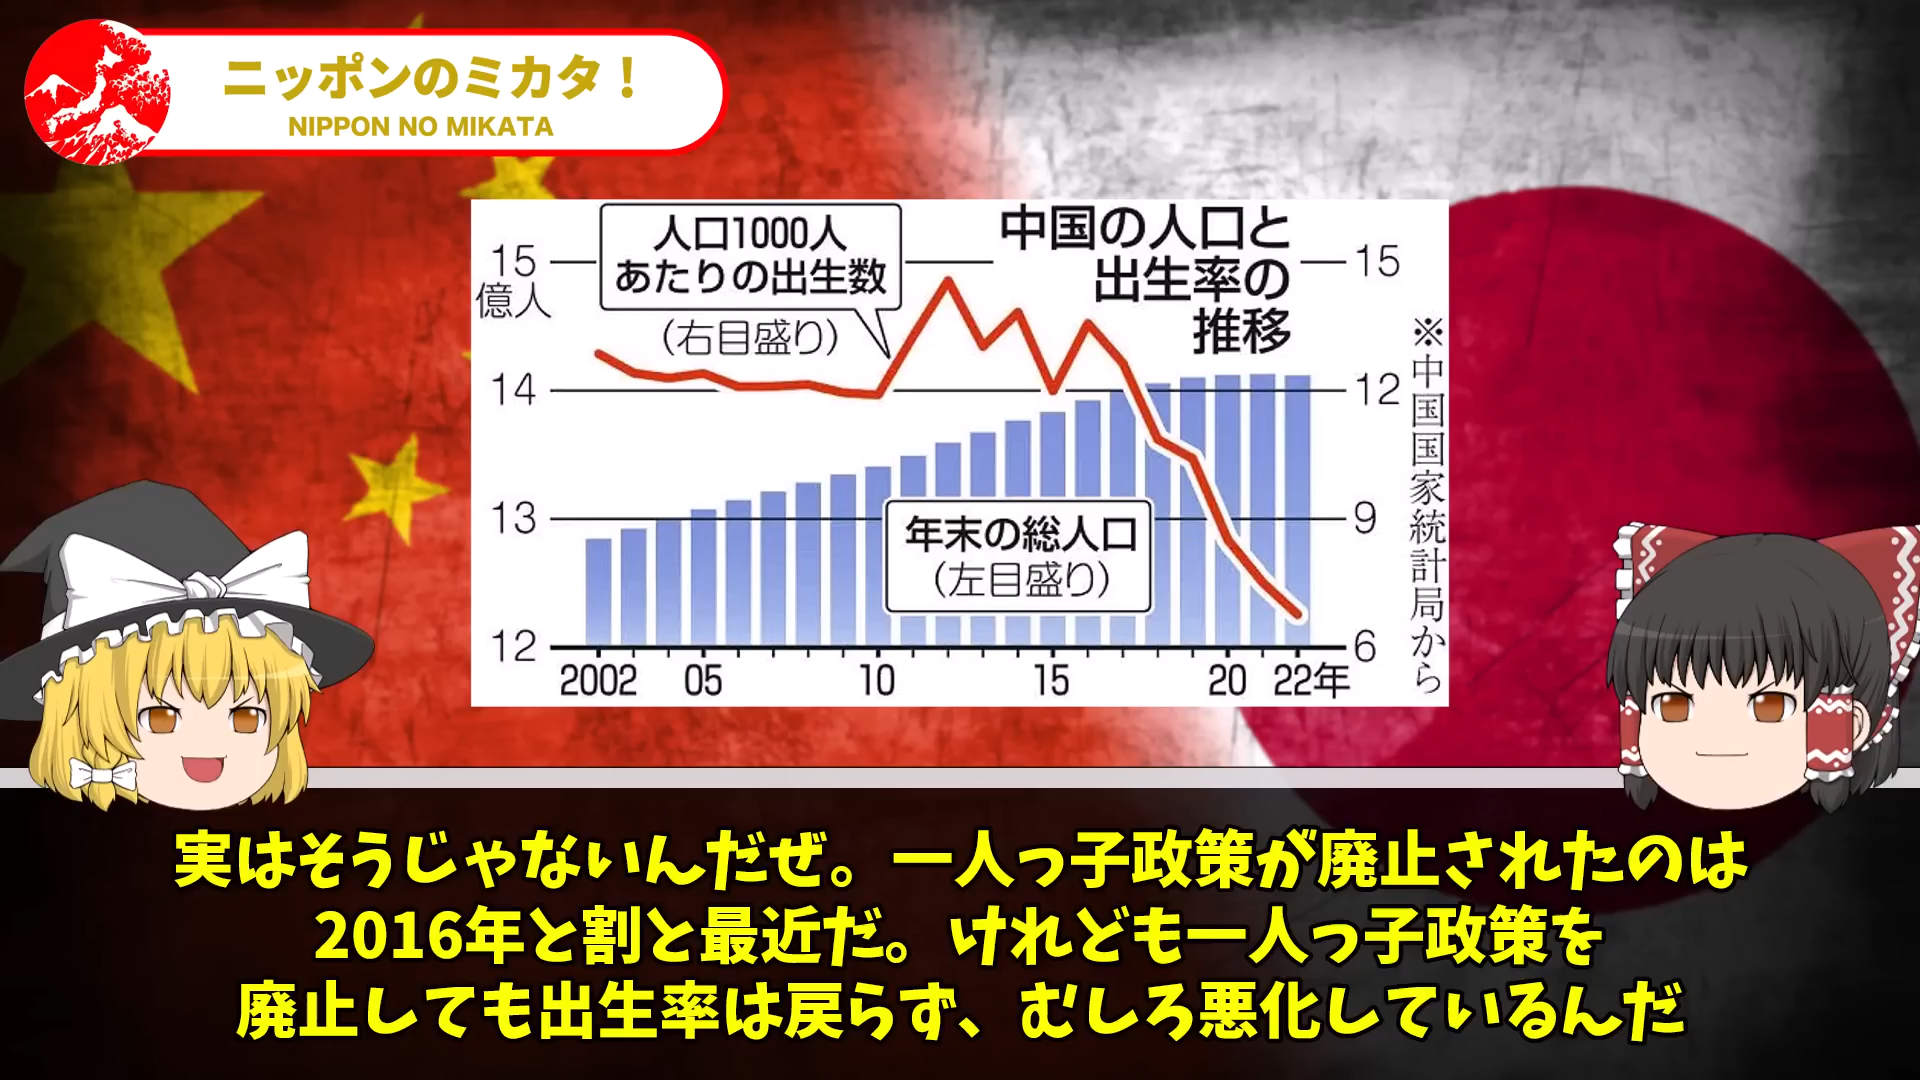 ニッポンのミカタ！
NIPPON NO MIKATA
中国の人口と
出生率の
推移
人口1000人
あたりの出生数
（右目盛り）
15
億人
14
13
12
15
12
9
6
年末の総人口
（左目盛り）
2002 05 10 15 20 22年
※中国国家統計局から
実はそうじゃないんだぜ。一人っ子政策が廃止されたのは
2016年と割と最近だ。けれども一人っ子政策を
廃止しても出生率は戻らず、むしろ悪化しているんだ